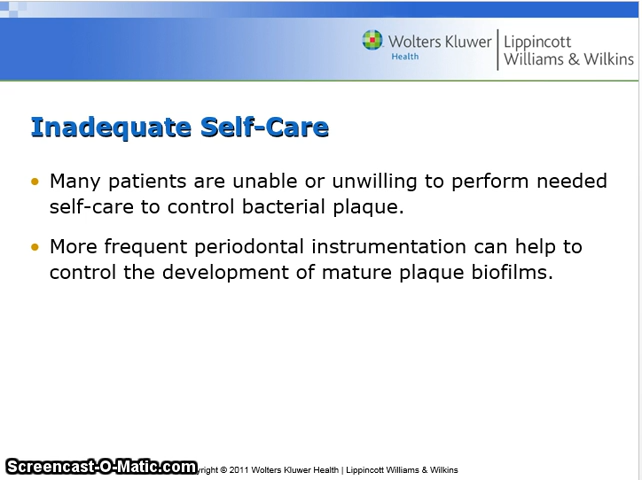 Wolters Kluwer
Health
Lippincott
Williams & Wilkins
Inadequate Self-Care
• Many patients are unable or unwilling to perform needed
self-care to control bacterial plaque.
• More frequent periodontal instrumentation can help to
control the development of mature plaque biofilms.
Screencast-O-Matic.com
© 2011 Wolters Kluwer Health | Lippincott Williams & Wilkins